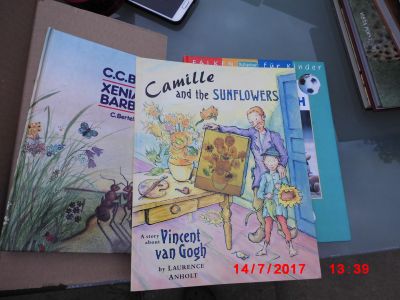 FALKEN
für Kinder
C.C.B
XENIA
BARB
C. Bertel
Camille
and the SUNFLOWERS
H
A story
about
Vincent
van Gogh
by LAURENCE
ANHOLT
14/7/2017 13:39